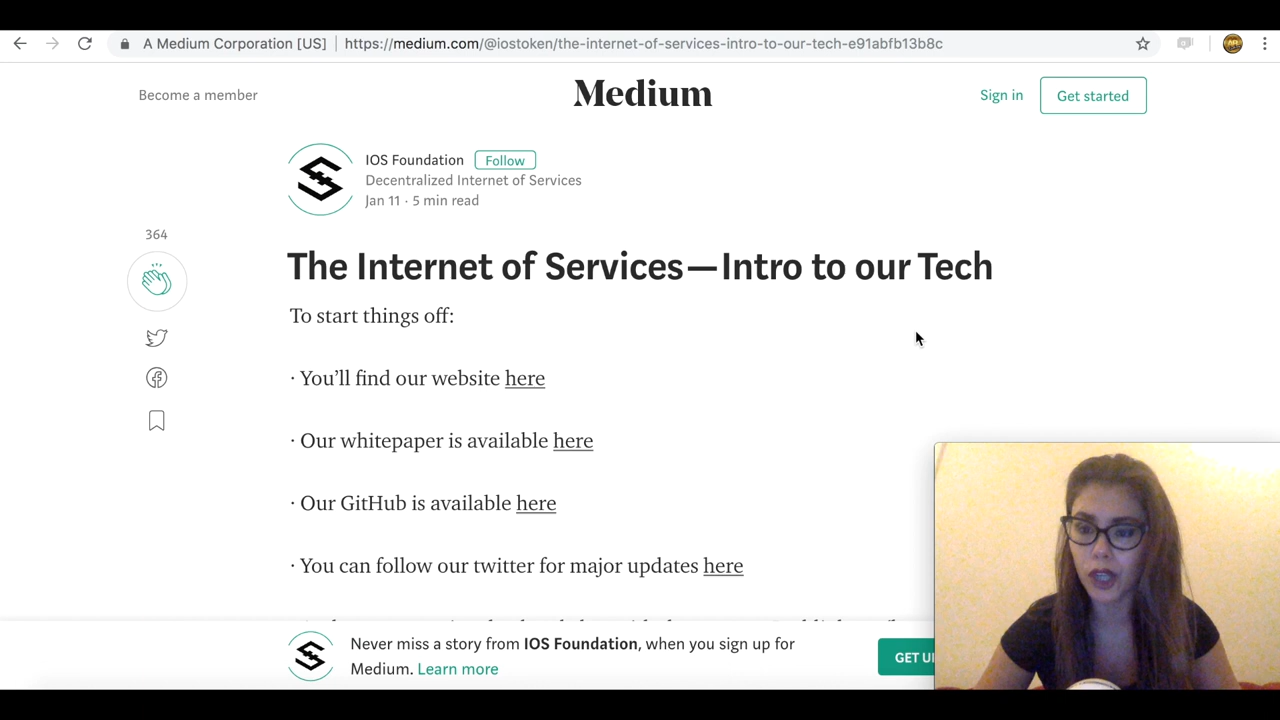 A Medium Corporation [US]
https://medium.com/@iostoken/the-internet-of-services-intro-to-our-tech-e91abfb13b8c
Become a member
Medium
Sign in
Get started
IOS Foundation
Follow
Decentralized Internet of Services
Jan 11 · 5 min read
364
The Internet of Services—Intro to our Tech
To start things off:
· You’ll find our website here
· Our whitepaper is available here
· Our GitHub is available here
· You can follow our twitter for major updates here
Never miss a story from IOS Foundation, when you sign up for
Medium. Learn more
GET